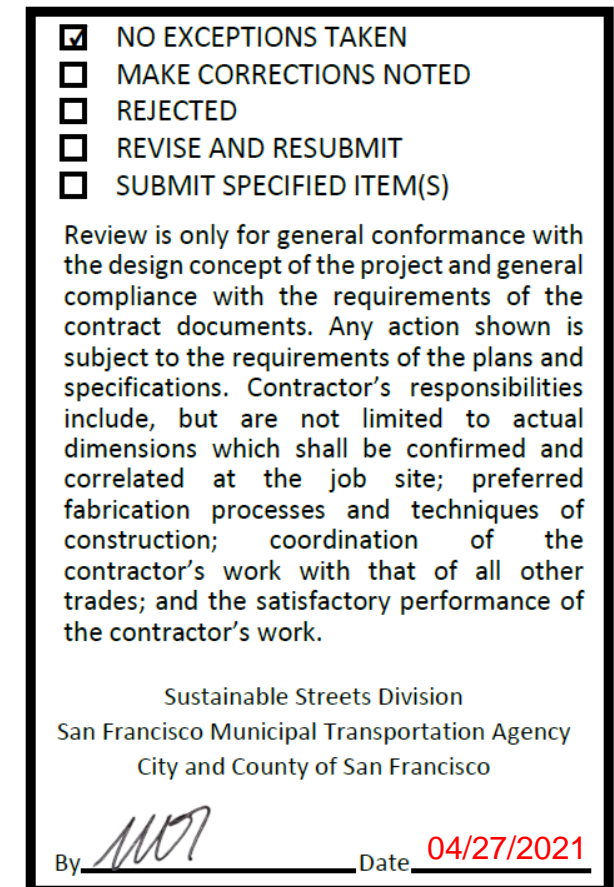 NO EXCEPTIONS TAKEN
MAKE CORRECTIONS NOTED
REJECTED
REVISE AND RESUBMIT
SUBMIT SPECIFIED ITEM(S)
Review is only for general conformance with
the design concept of the project and general
compliance with the requirements of the
contract documents. Any action shown is
subject to the requirements of the plans and
specifications. Contractor’s responsibilities
include, but are not limited to actual
dimensions which shall be confirmed and
correlated at the job site; preferred
fabrication processes and techniques of
construction; coordination of the
contractor’s work with that of all other
trades; and the satisfactory performance of
the contractor’s work.
Sustainable Streets Division
San Francisco Municipal Transportation Agency
City and County of San Francisco
By Date 04/27/2021